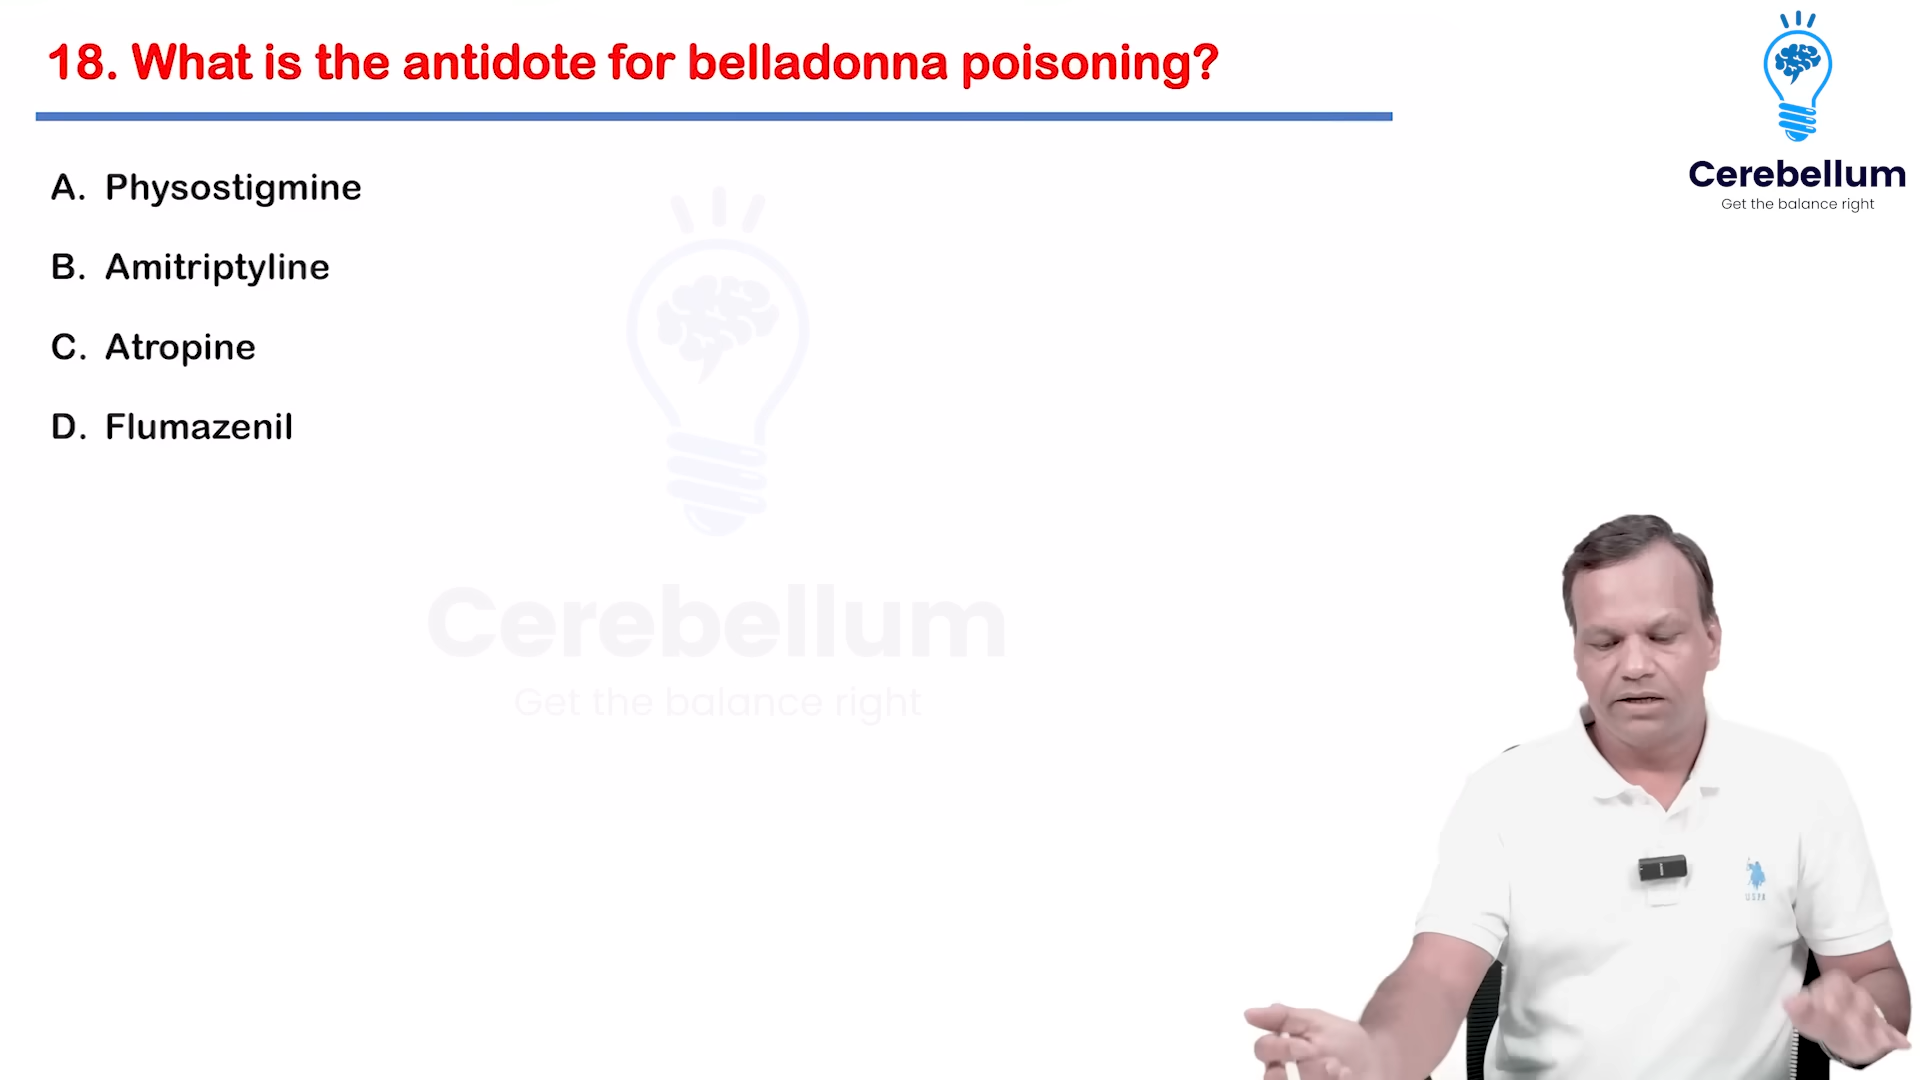 18. What is the antidote for belladonna poisoning?
A. Physostigmine
B. Amitriptyline
C. Atropine
D. Flumazenil
Cerebellum
Get the balance right
Cerebellum
Get the balance right
USPA